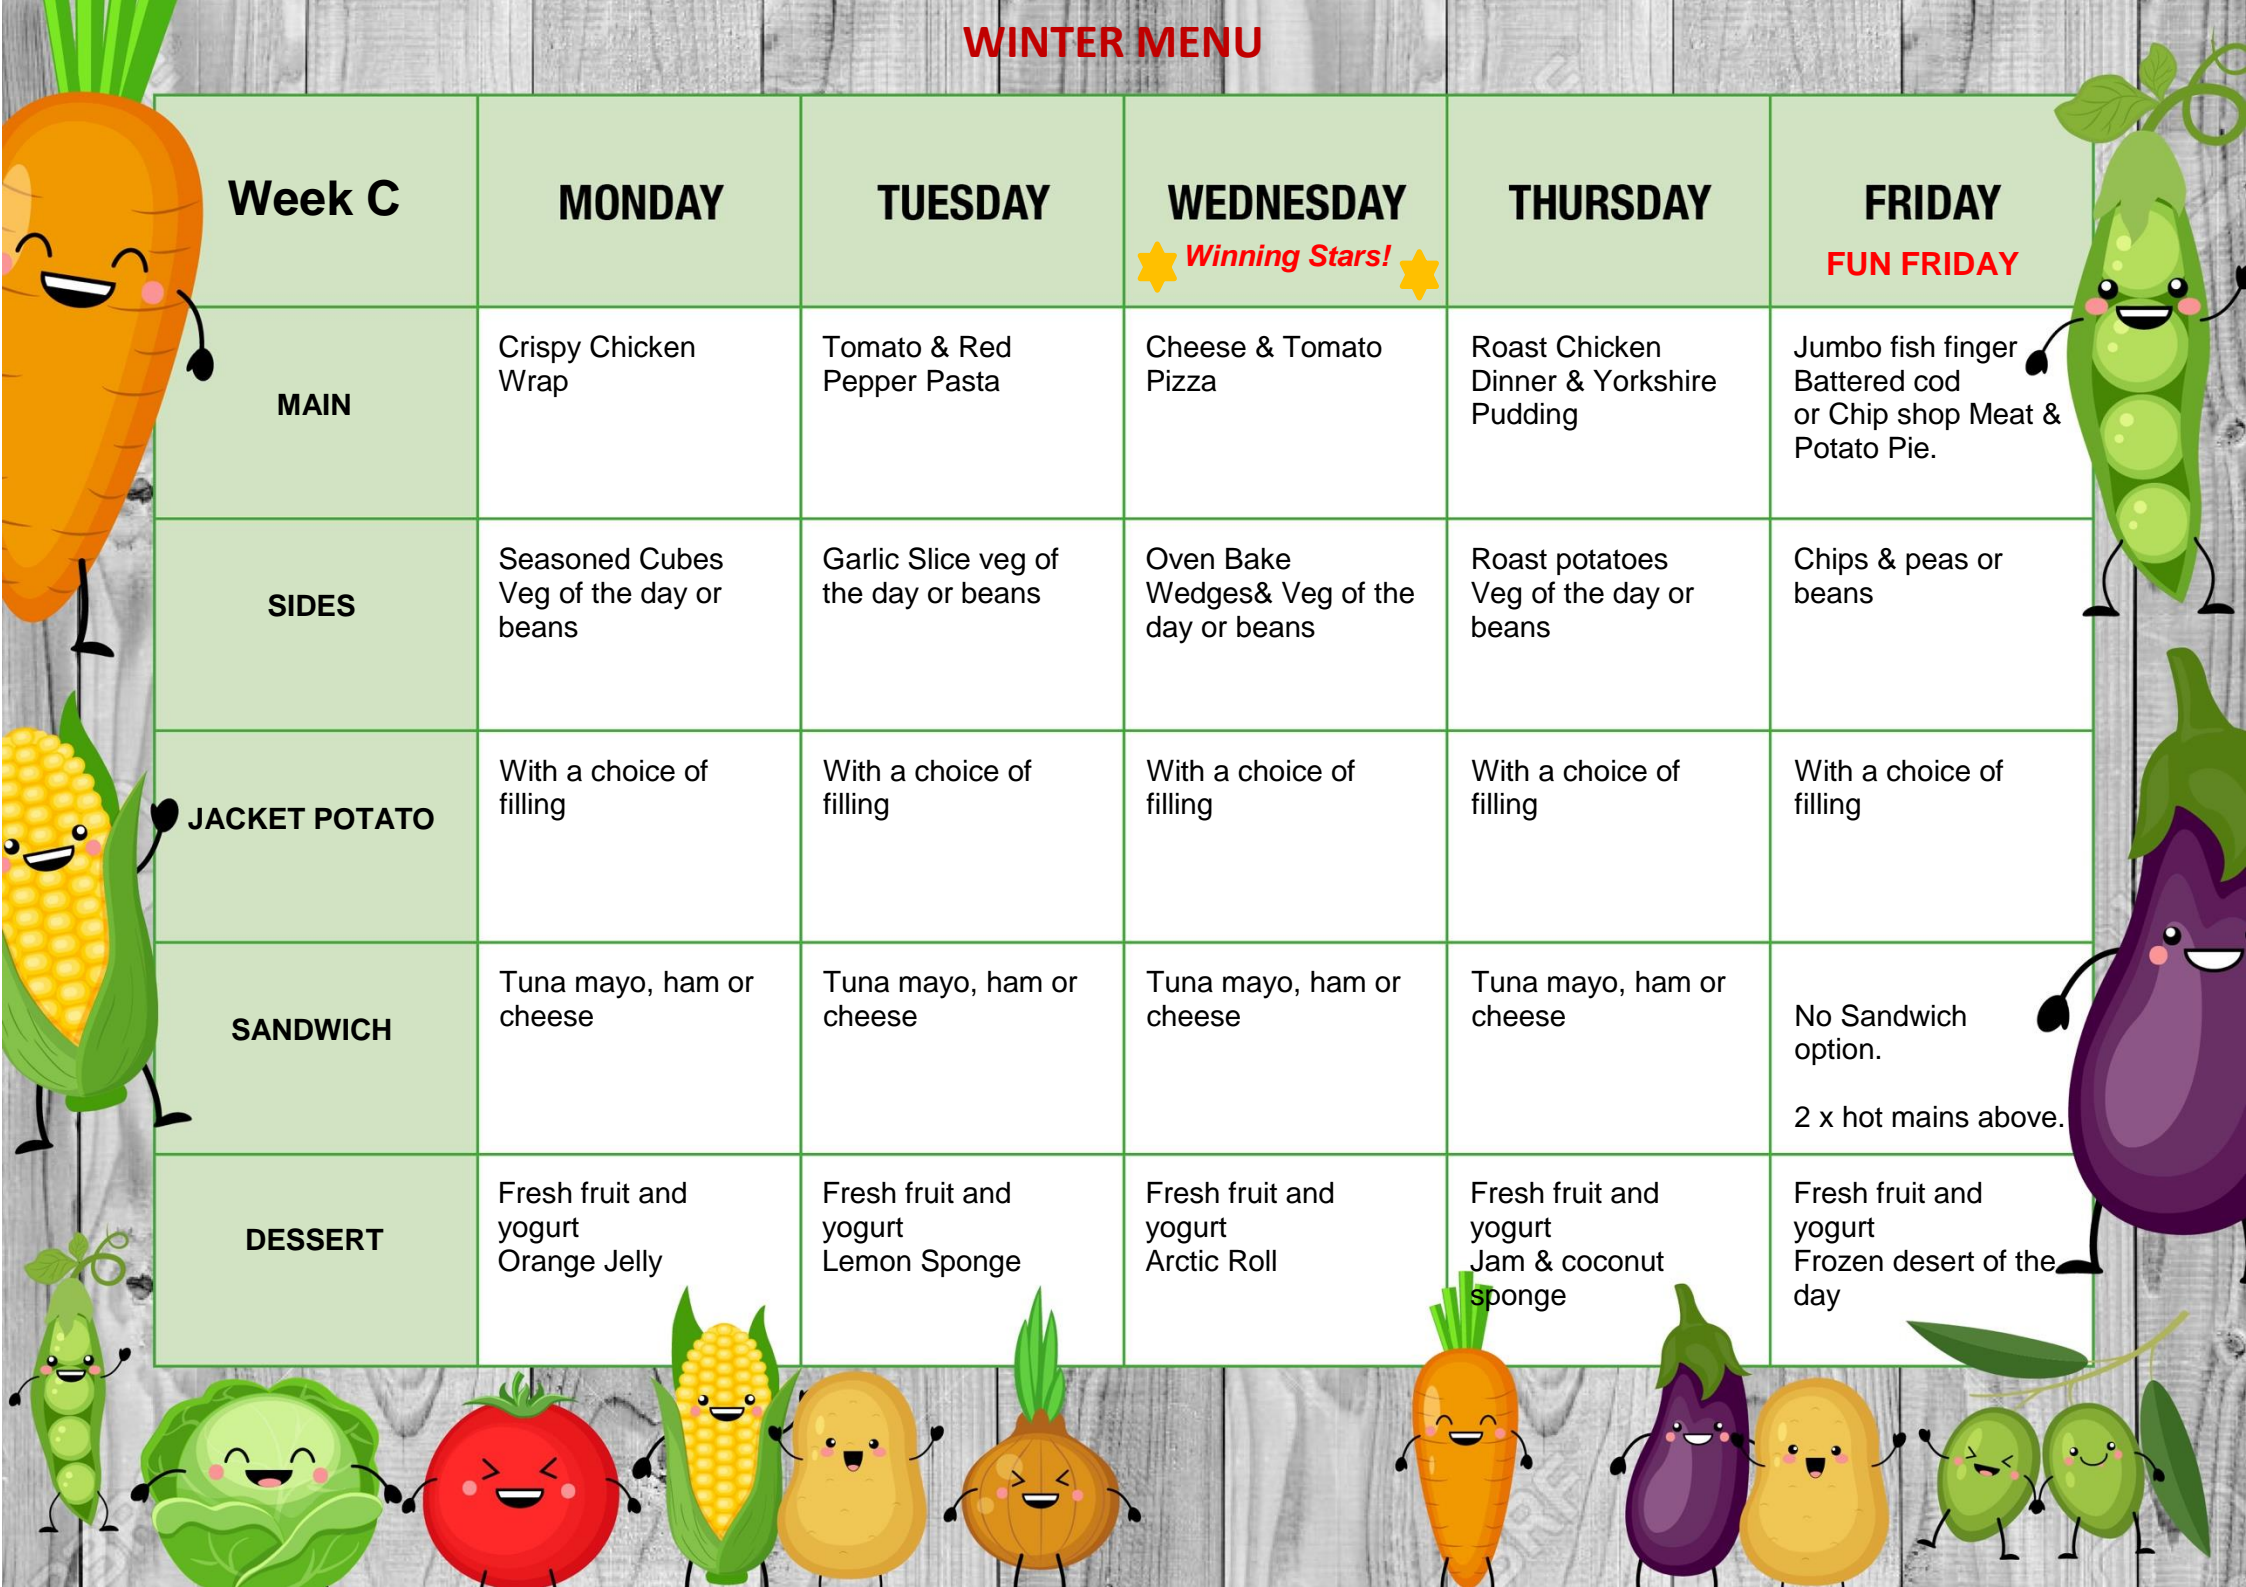 WINTER MENU
Week C
MONDAY
TUESDAY
WEDNESDAY
Winning Stars!
THURSDAY
FRIDAY
FUN FRIDAY
MAIN
Crispy Chicken
Wrap
Tomato & Red
Pepper Pasta
Cheese & Tomato
Pizza
Roast Chicken
Dinner & Yorkshire
Pudding
Jumbo fish finger
Battered cod
or Chip shop Meat &
Potato Pie.
SIDES
Seasoned Cubes
Veg of the day or
beans
Garlic Slice veg of
the day or beans
Oven Bake
Wedges& Veg of the
day or beans
Roast potatoes
Veg of the day or
beans
Chips & peas or
beans
JACKET POTATO
With a choice of
filling
With a choice of
filling
With a choice of
filling
With a choice of
filling
With a choice of
filling
SANDWICH
Tuna mayo, ham or
cheese
Tuna mayo, ham or
cheese
Tuna mayo, ham or
cheese
Tuna mayo, ham or
cheese
No Sandwich
option.
2 x hot mains above.
DESSERT
Fresh fruit and
yogurt
Orange Jelly
Fresh fruit and
yogurt
Lemon Sponge
Fresh fruit and
yogurt
Arctic Roll
Fresh fruit and
yogurt
Jam & coconut
sponge
Fresh fruit and
yogurt
Frozen desert of the
day